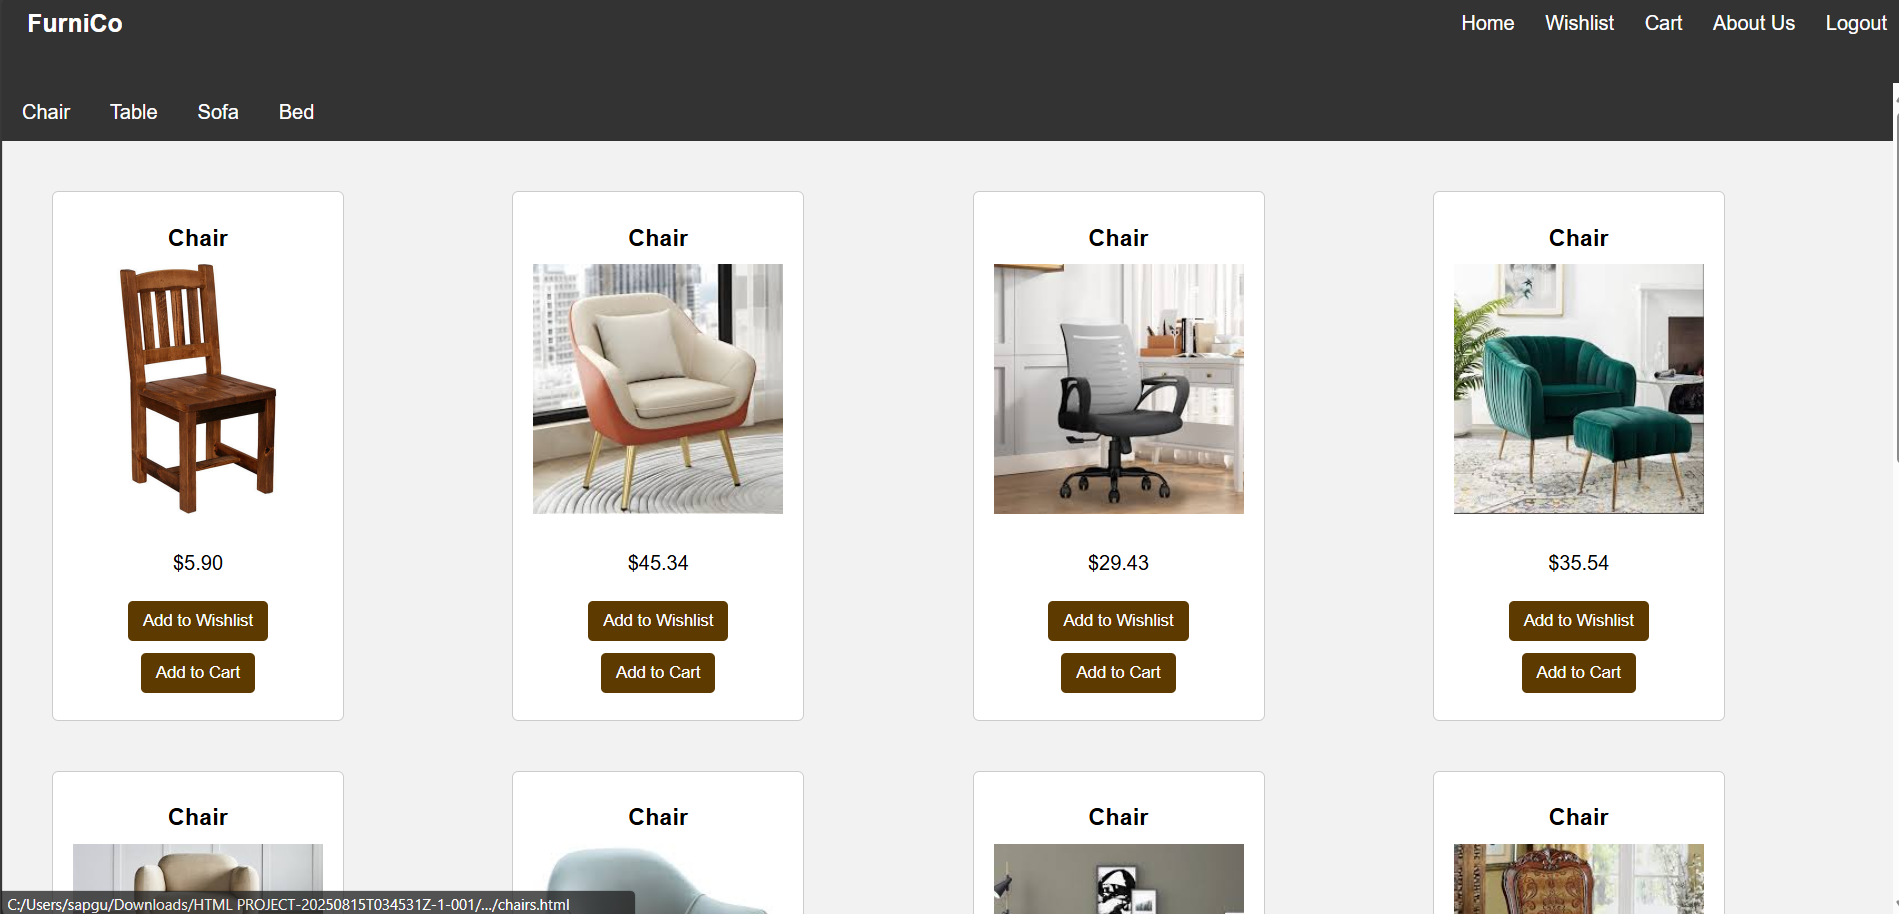 FurniCo
Home Wishlist Cart About Us Logout
Chair Table Sofa Bed
Chair Chair Chair Chair
$5.90 $45.34 $29.43 $35.54
Add to Wishlist Add to Wishlist Add to Wishlist Add to Wishlist
Add to Cart Add to Cart Add to Cart Add to Cart
Chair Chair Chair Chair
C:/Users/sapgu/Downloads/HTML PROJECT-20250815T034531Z-1-001/.../chairs.html